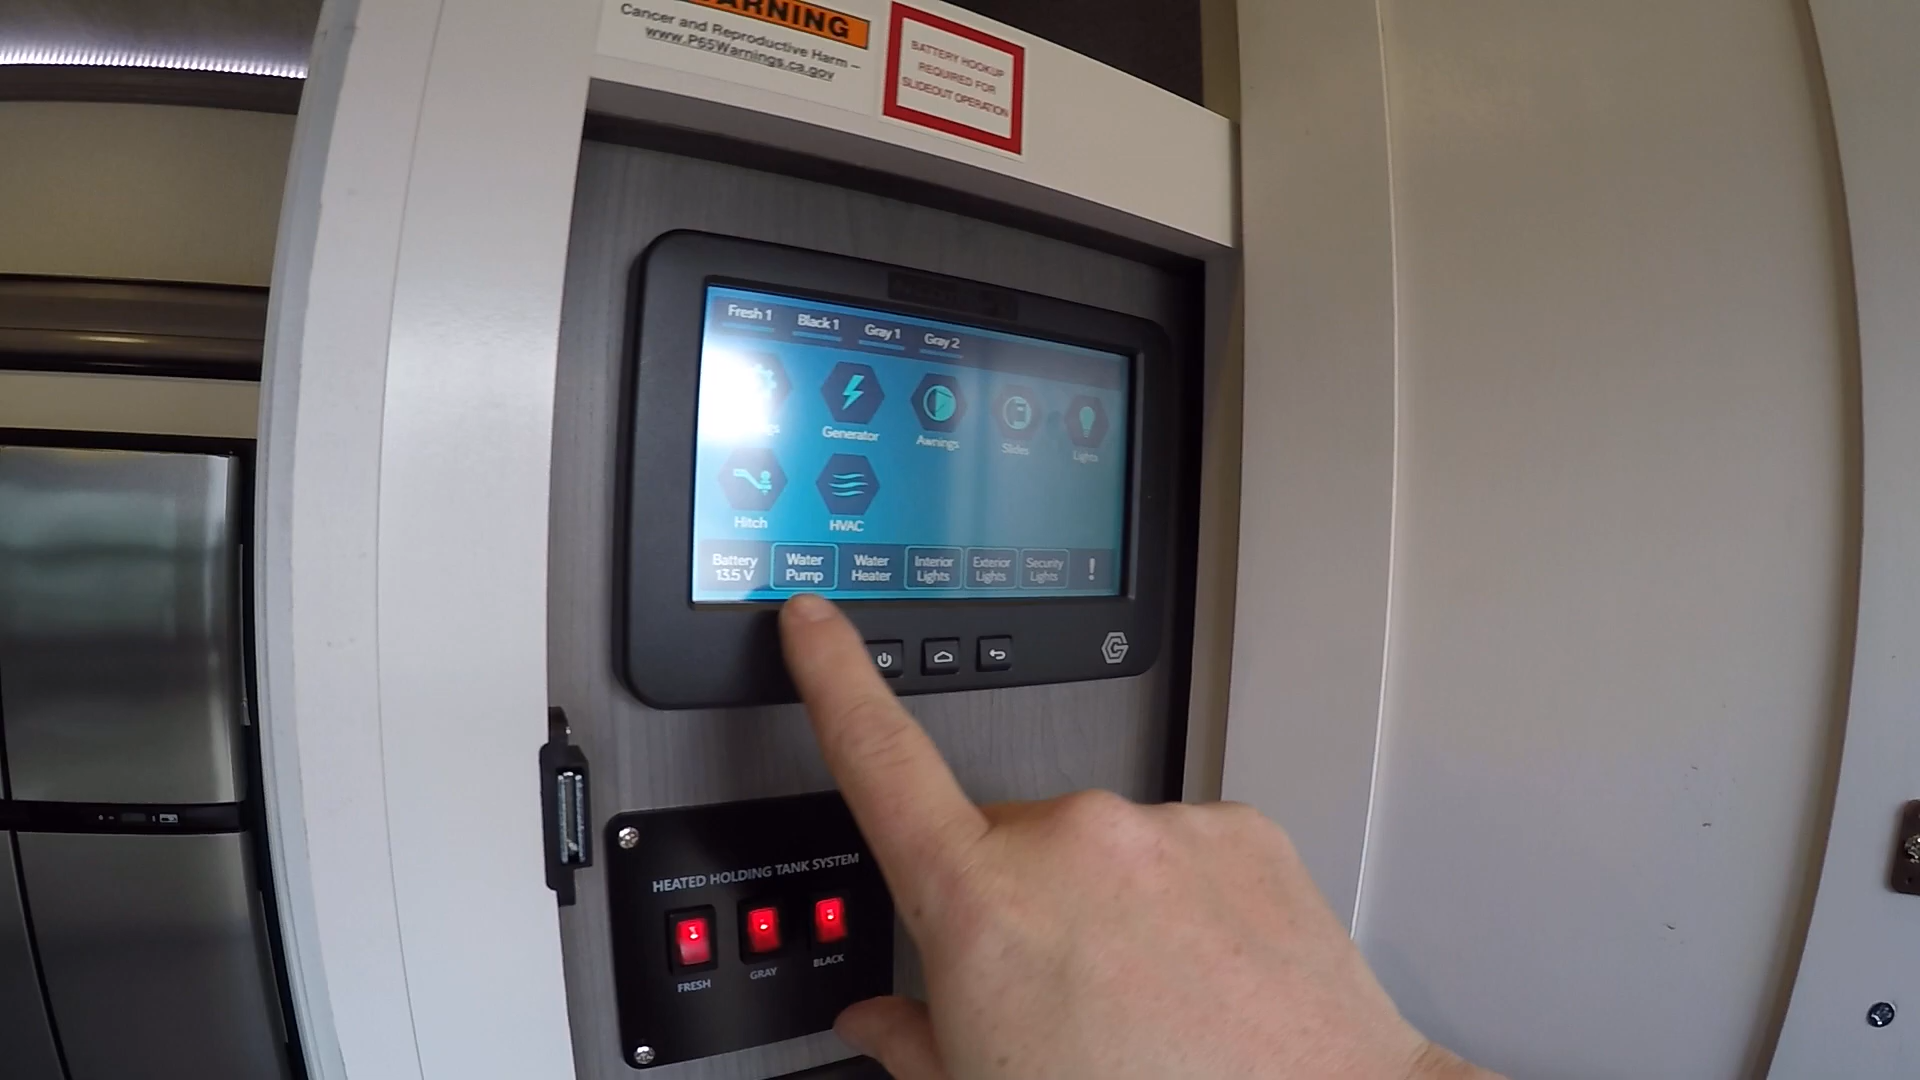 WARNING
Cancer and Reproductive Harm –
www.P65Warnings.ca.gov
BATTERY HOOKUP
REQUIRED FOR
SLIDEOUT OPERATION
Fresh 1
Black 1
Gray 1
Gray 2
Generator
Awnings
Slides
Lights
Hitch
HVAC
Battery
13.5 V
Water
Pump
Water
Heater
Interior
Lights
Exterior
Lights
Security
Lights
!
HEATED HOLDING TANK SYSTEM
FRESH
GRAY
BLACK